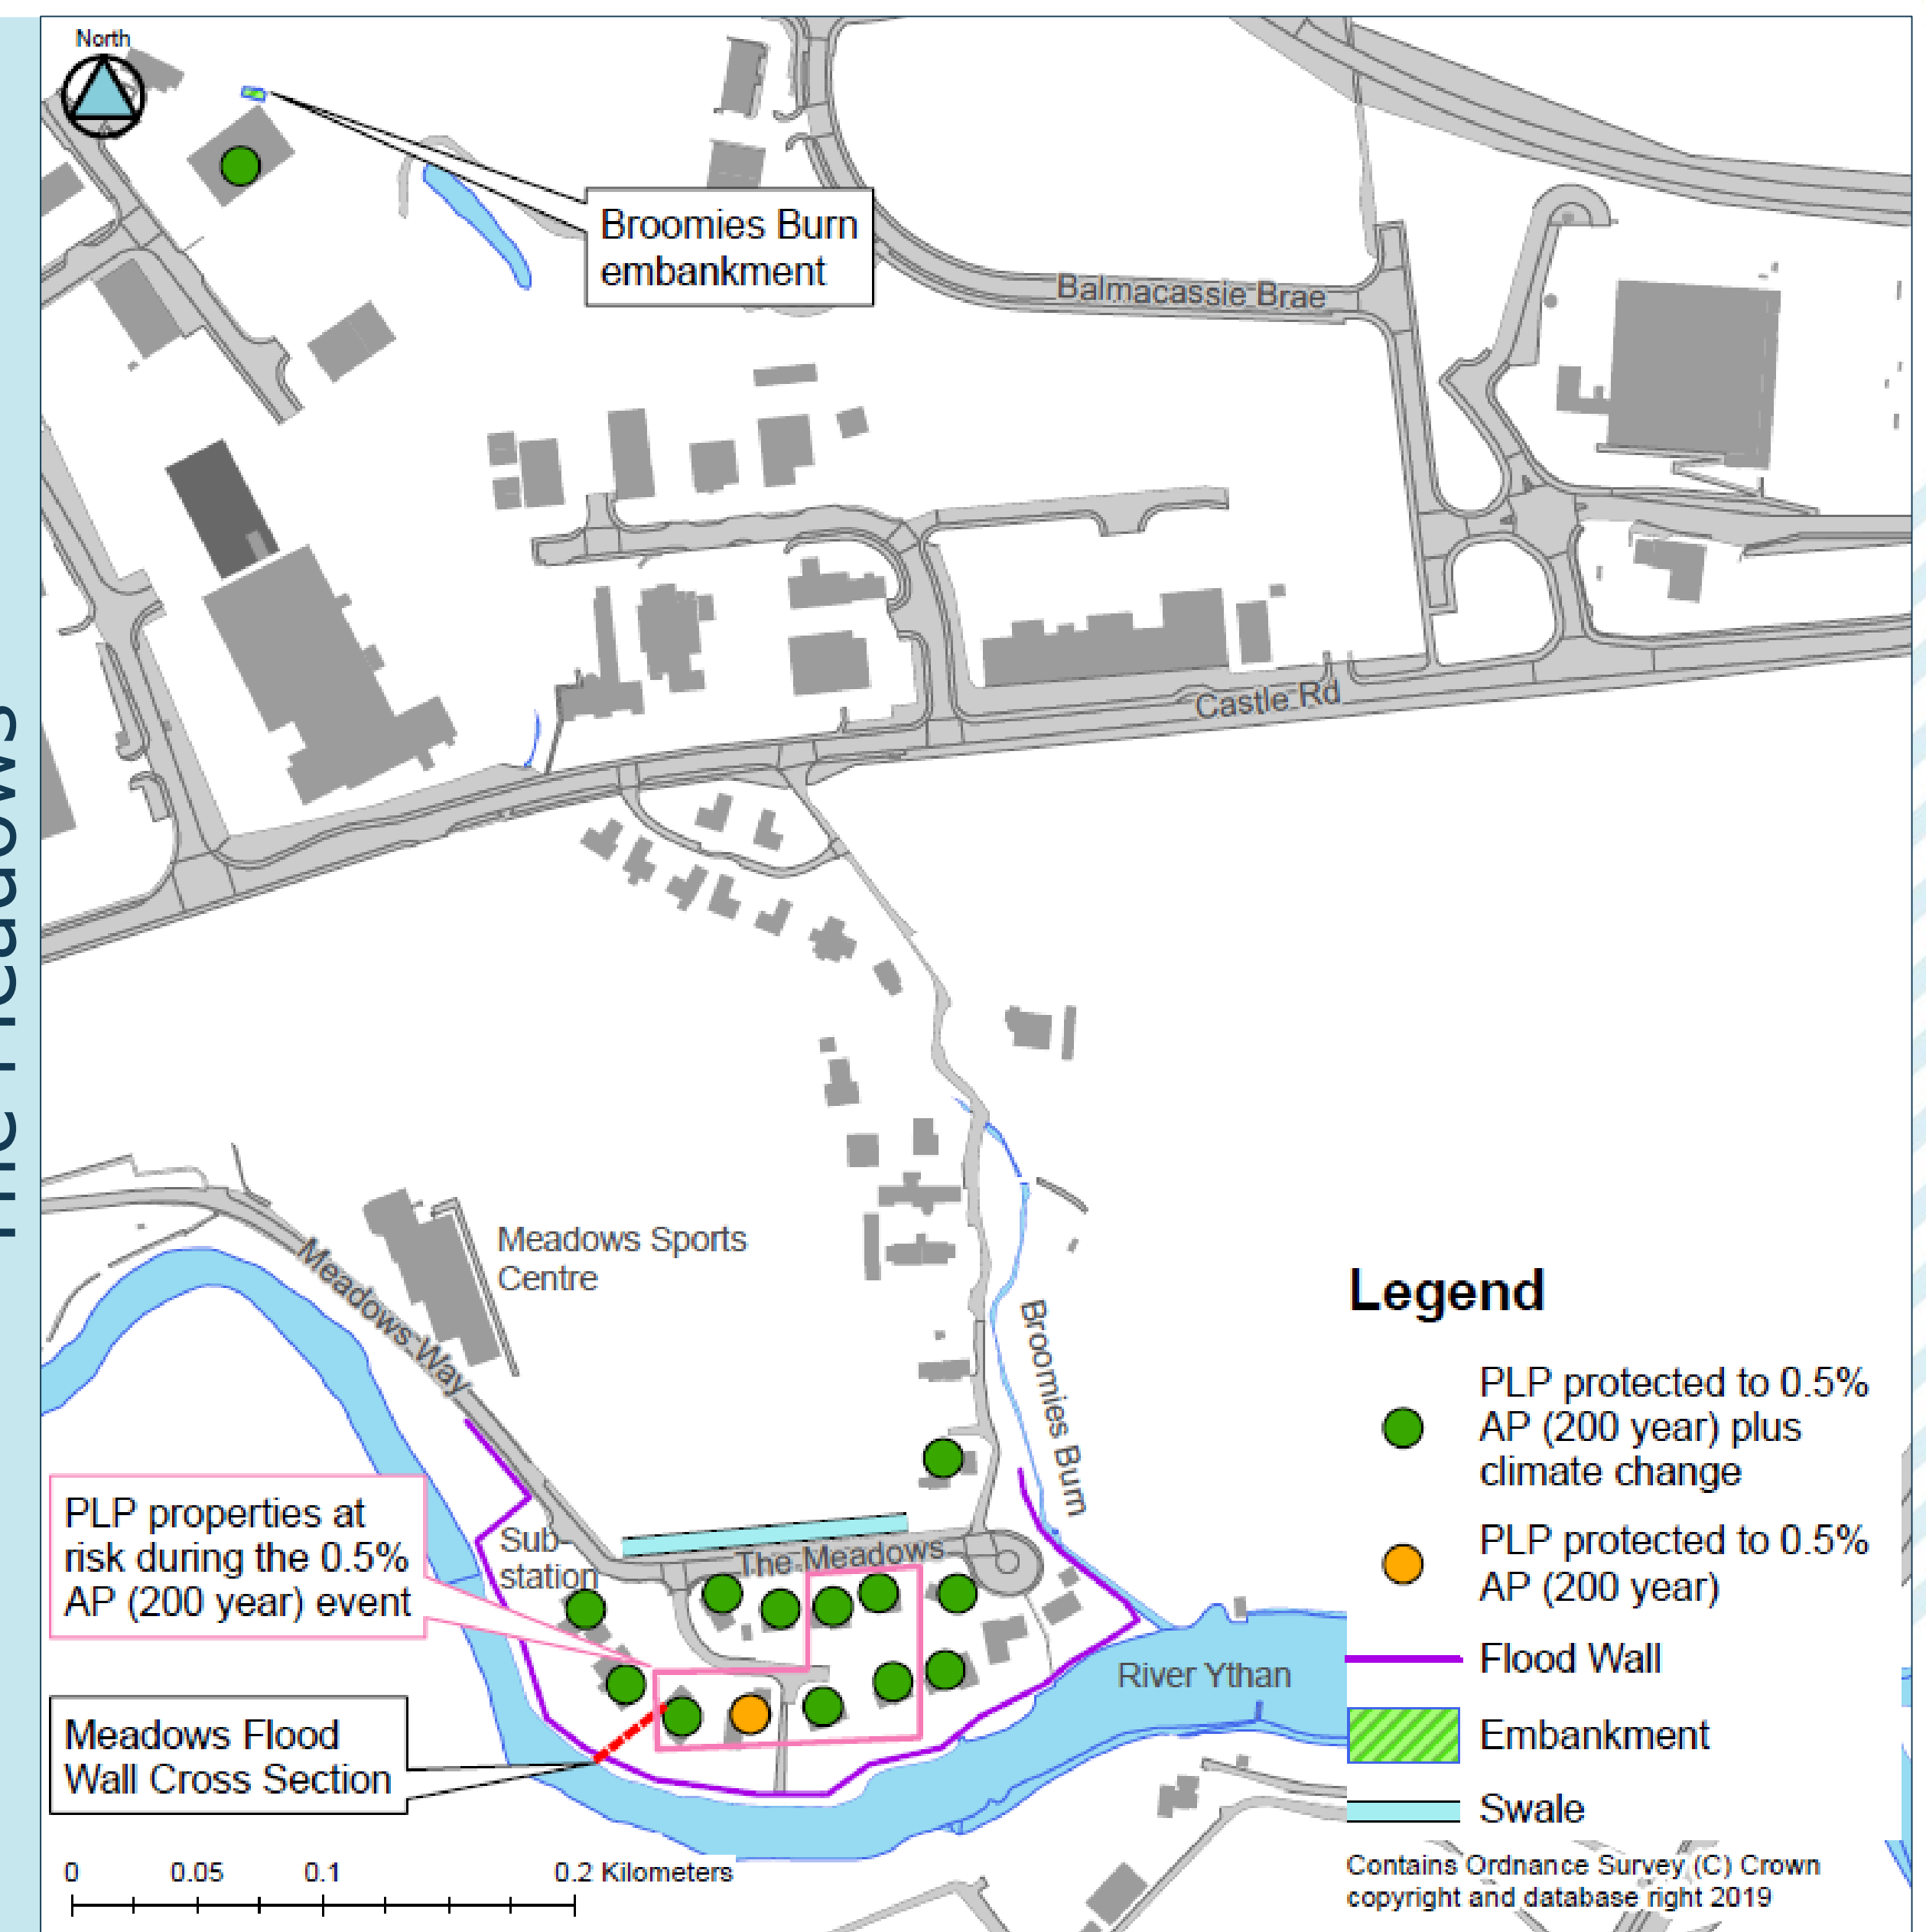 The Meadows
North
Broomies Burn
embankment
Balmacassie Brae
Castle Rd
Meadows Sports
Centre
Meadows Way
Broomies Burn
PLP properties at
risk during the 0.5%
AP (200 year) event
Sub-
station
The Meadows
River Ythan
Meadows Flood
Wall Cross Section
0 0.05 0.1 0.2 Kilometers
Legend
PLP protected to 0.5%
AP (200 year) plus
climate change
PLP protected to 0.5%
AP (200 year)
Flood Wall
Embankment
Swale
Contains Ordnance Survey (C) Crown
copyright and database right 2019